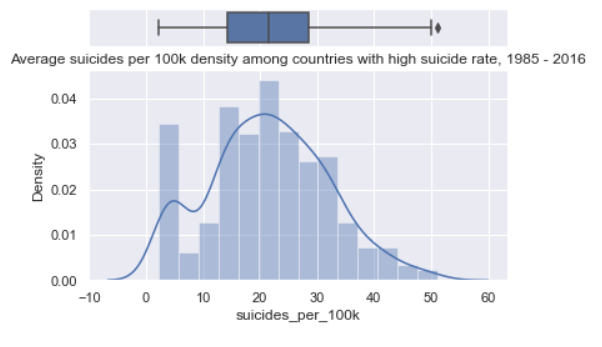 Average suicides per 100k density among countries with high suicide rate, 1985 - 2016
0.04
0.03
0.02
0.01
0.00
Density
−10 0 10 20 30 40 50 60
suicides_per_100k